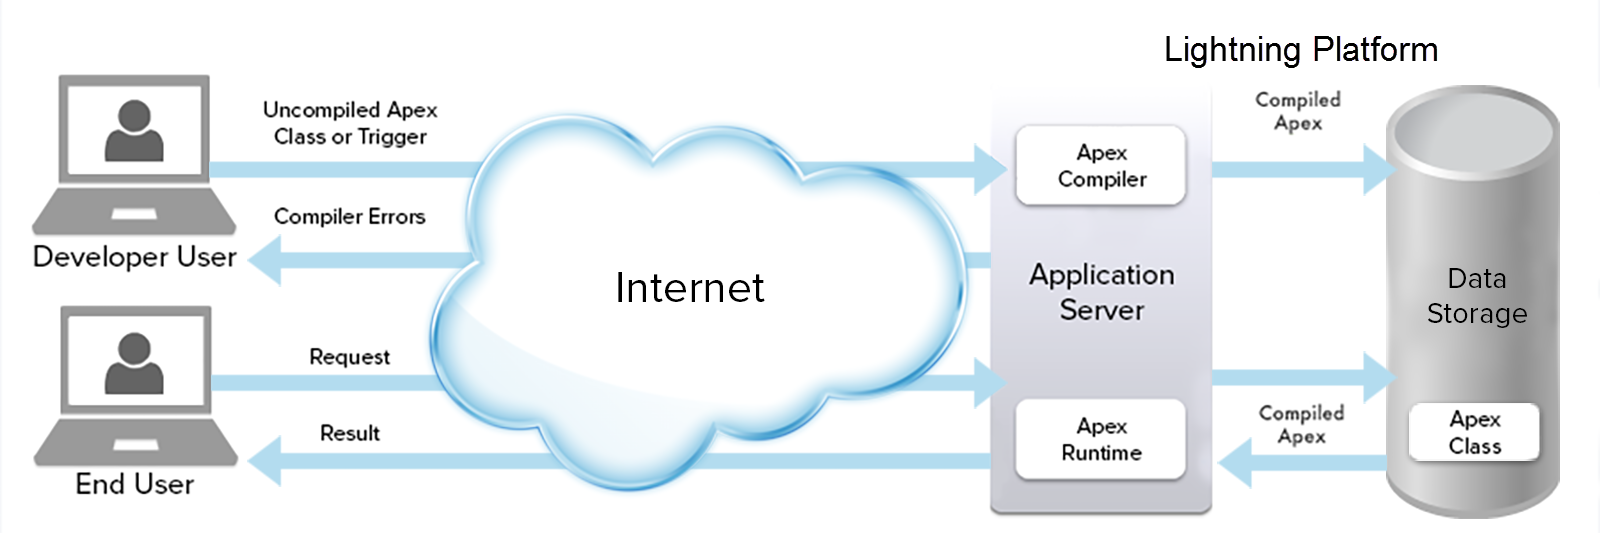 Lightning Platform
Uncompiled Apex
Class or Trigger
Compiler Errors
Developer User
Request
Result
End User
Internet
Apex
Compiler
Application
Server
Apex
Runtime
Compiled
Apex
Compiled
Apex
Data
Storage
Apex
Class